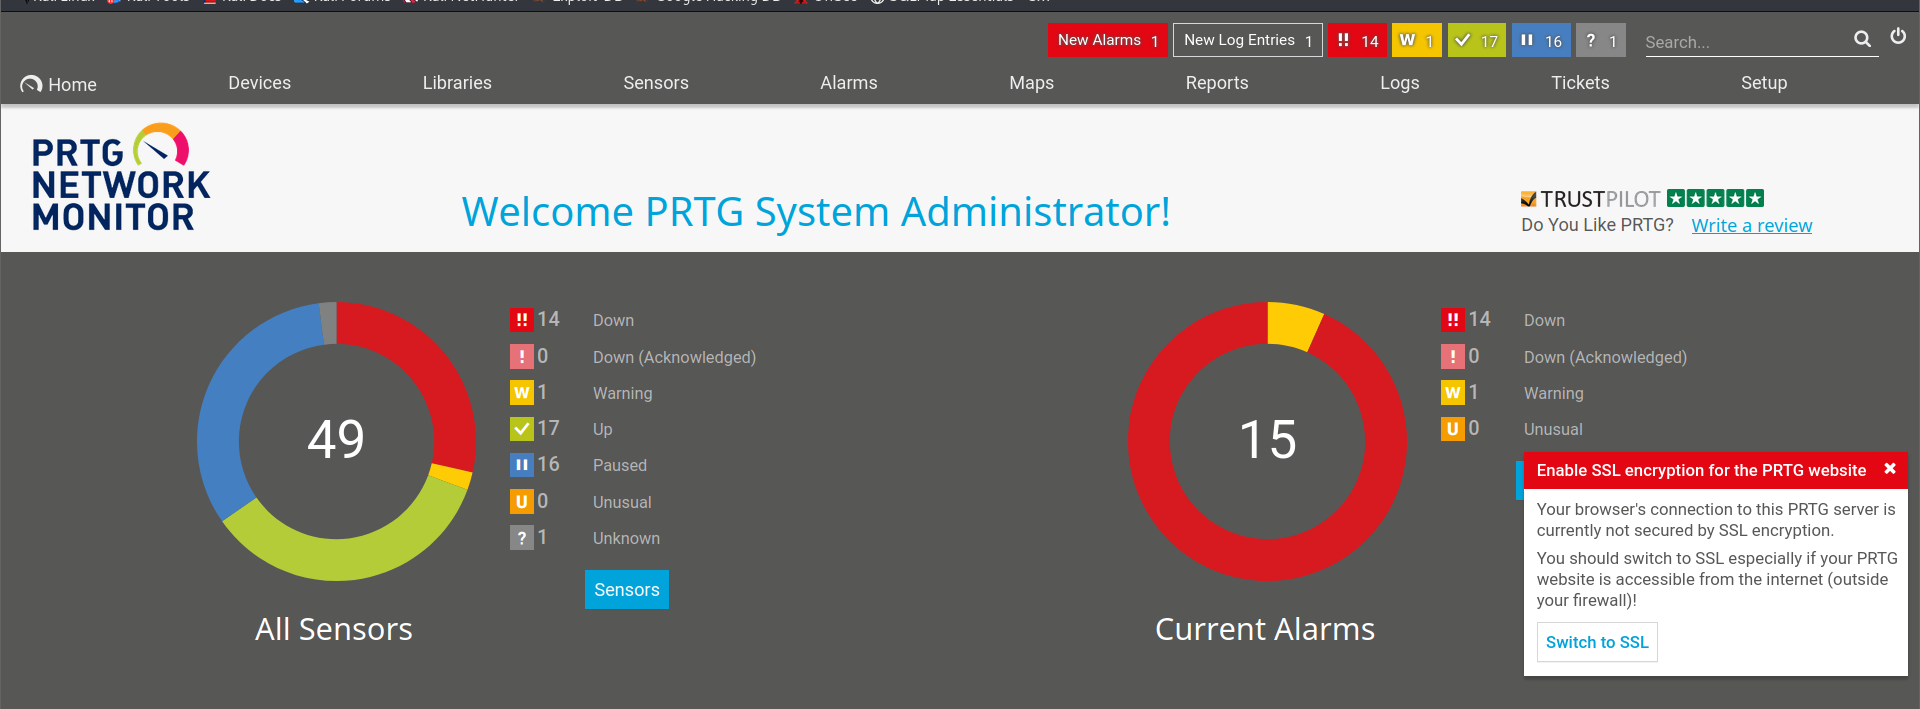 New Alarms 1 New Log Entries 1 !! 14 W 1 17 16 ? 1 Search...
Home Devices Libraries Sensors Alarms Maps Reports Logs Tickets Setup
PRTG
NETWORK
MONITOR
Welcome PRTG System Administrator!
TRUSTPILOT
Do You Like PRTG? Write a review
49
!! 14 Down
! 0 Down (Acknowledged)
W 1 Warning
17 Up
16 Paused
U 0 Unusual
? 1 Unknown
Sensors
All Sensors
15
!! 14 Down
! 0 Down (Acknowledged)
W 1 Warning
U 0 Unusual
Current Alarms
Enable SSL encryption for the PRTG website
Your browser's connection to this PRTG server is
currently not secured by SSL encryption.
You should switch to SSL especially if your PRTG
website is accessible from the internet (outside
your firewall)!
Switch to SSL